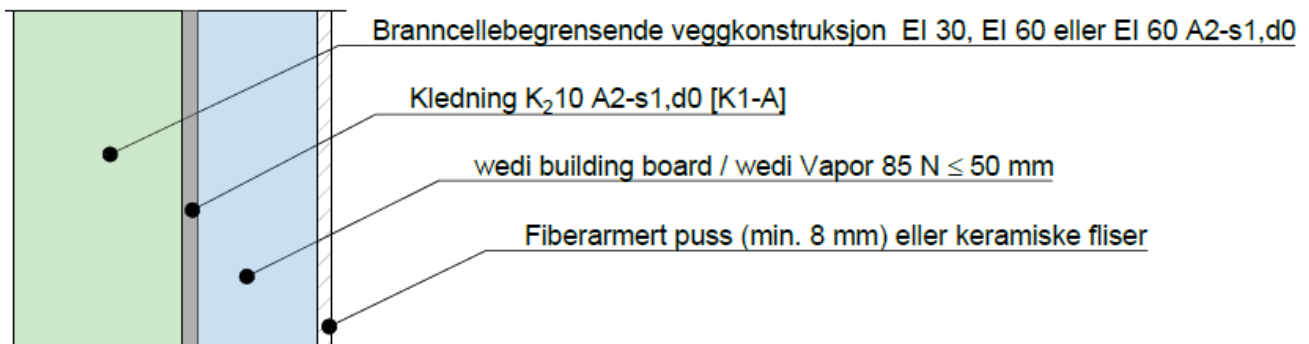 Branncellebegrensende veggkonstruksjon EI 30, EI 60 eller EI 60 A2-s1,d0
Kledning K₂10 A2-s1,d0 [K1-A]
wedi building board / wedi Vapor 85 N ≤ 50 mm
Fiberarmert puss (min. 8 mm) eller keramiske fliser